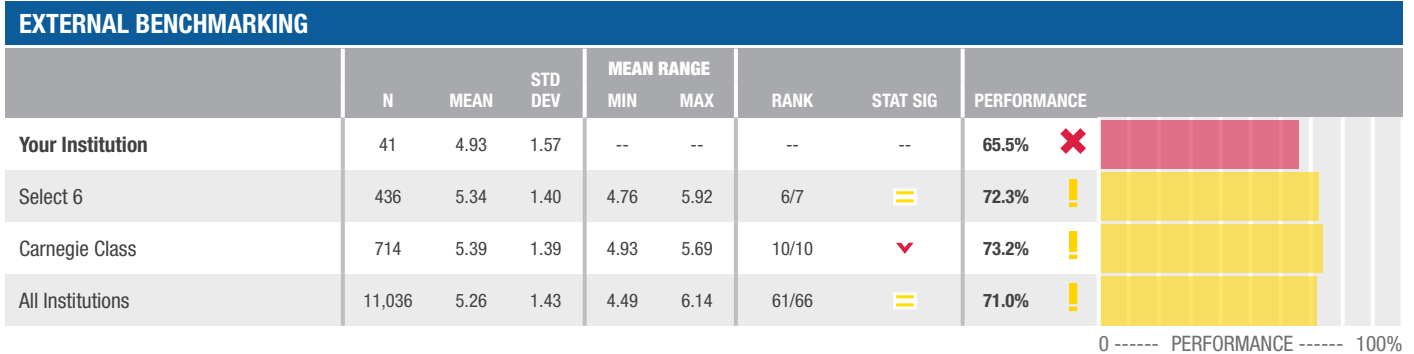 EXTERNAL BENCHMARKING
N MEAN STD DEV MEAN RANGE MIN MAX RANK STAT SIG PERFORMANCE
Your Institution 41 4.93 1.57 -- -- -- -- 65.5%
Select 6 436 5.34 1.40 4.76 5.92 6/7 = 72.3% !
Carnegie Class 714 5.39 1.39 4.93 5.69 10/10 73.2% !
All Institutions 11,036 5.26 1.43 4.49 6.14 61/66 = 71.0% !
0 ------ PERFORMANCE ------ 100%